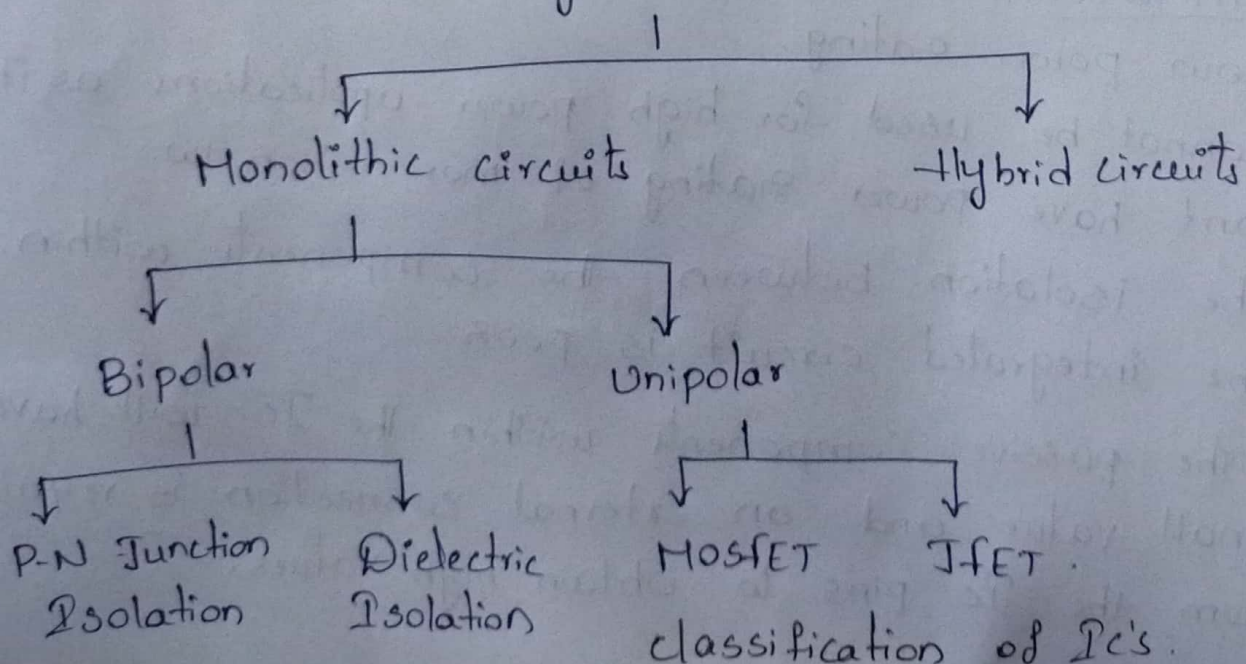 Monolithic circuits Hybrid circuits
Bipolar Unipolar
P-N Junction Dielectric MOSfET JfET.
Isolation Isolation
classification of Ic's.